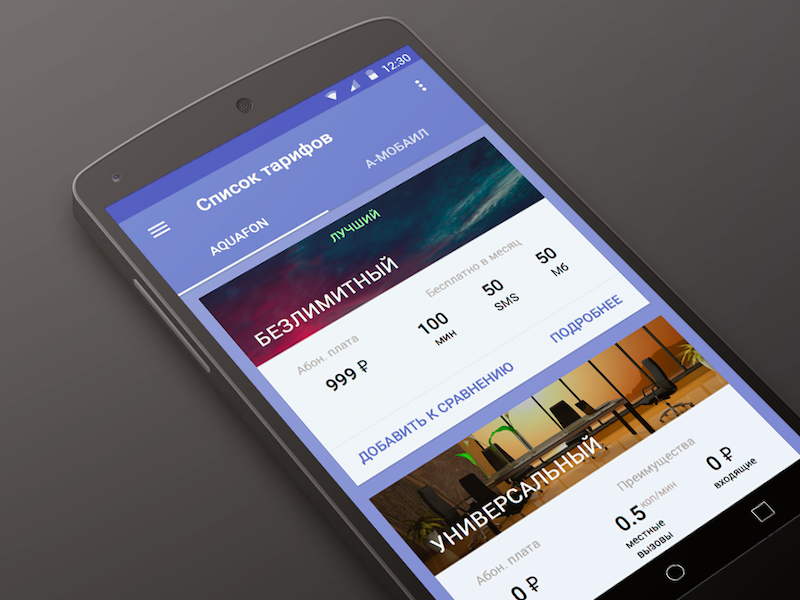 12:30
Список тарифов
AQUAFON
А-МОБАИЛ
ЛУЧШИЙ
БЕЗЛИМИТНЫЙ
Абон. плата
Бесплатно в месяц
999 ₽
100
мин
50
SMS
50
Мб
ДОБАВИТЬ К СРАВНЕНИЮ
ПОДРОБНЕЕ
УНИВЕРСАЛЬНЫЙ
Абон. плата
Преимущества
0 ₽
0.5 коп/мин
местные
вызовы
0 ₽
входящие